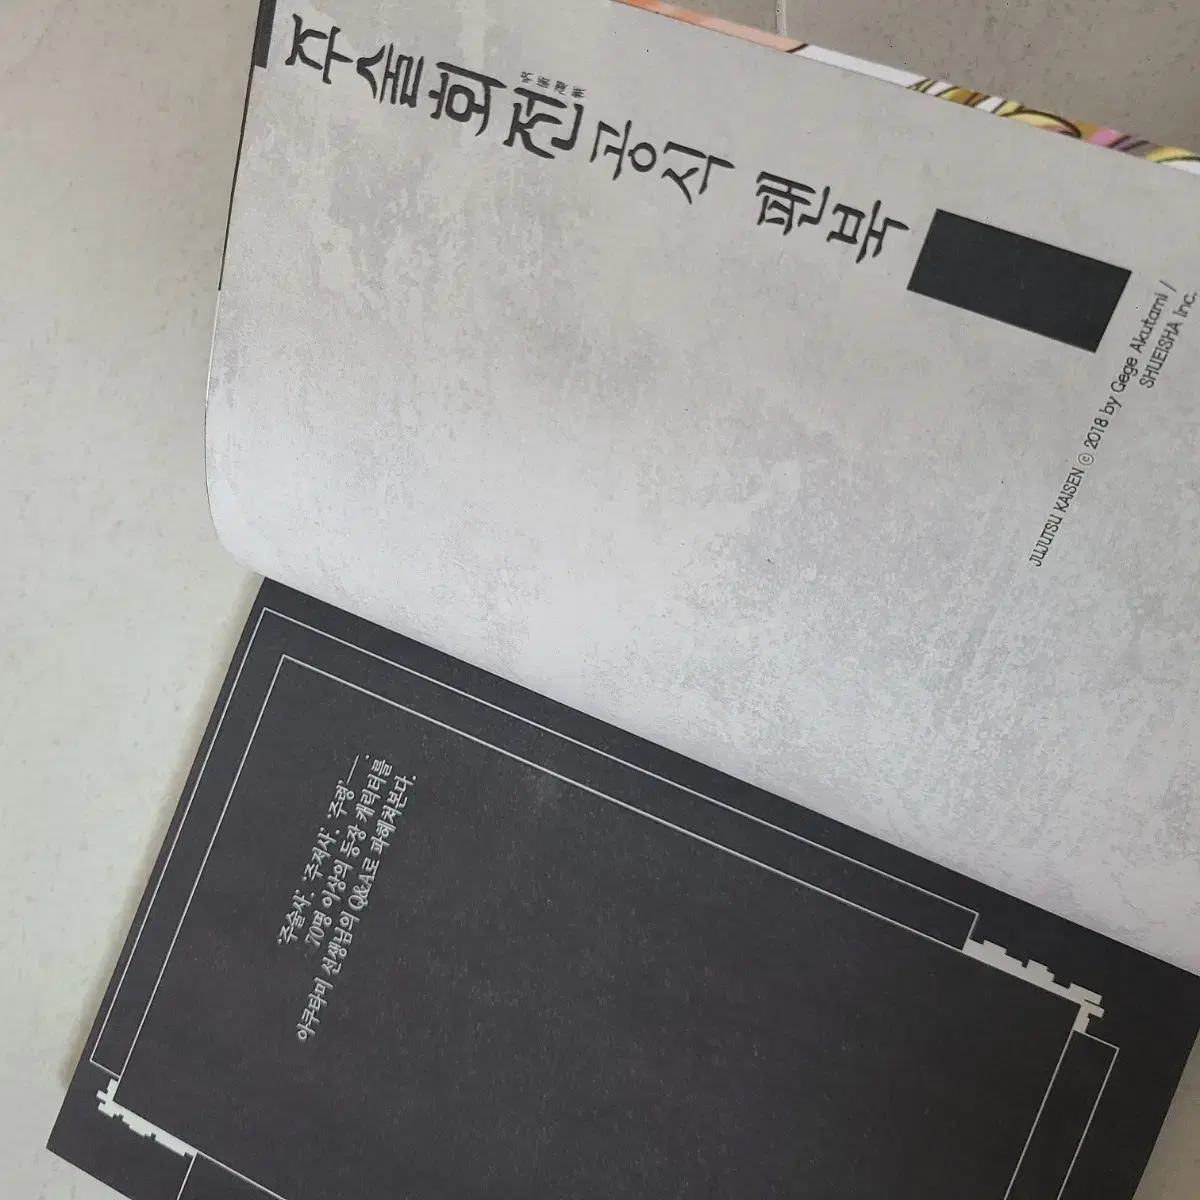 주술회전 공식 팬북
呪術廻戦
JUJUTSU KAISEN ⓒ 2018 by Gege Akutami /
SHUEISHA Inc.
'주술사', '주저사', '주령'—.
70명 이상의 등장 캐릭터를
아쿠타미 선생님의 Q&A로 파헤쳐본다.